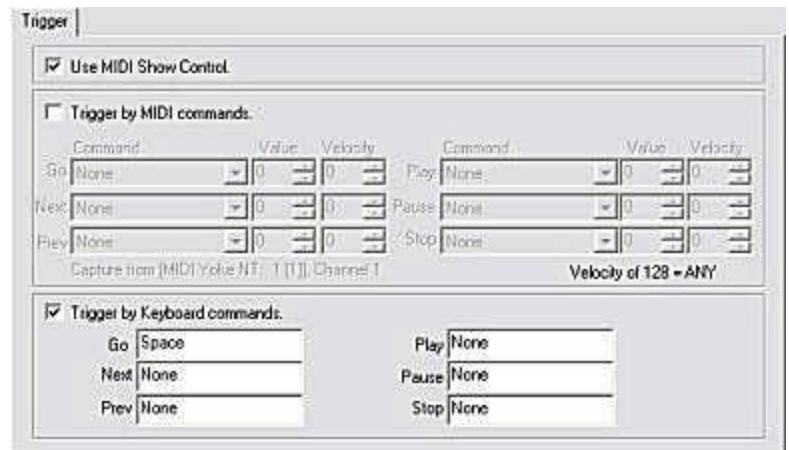 Trigger
Use MIDI Show Control.
Trigger by MIDI commands.
Command Value Velocity Command Value Velocity
Go None 0 0 Play None 0 0
Next None 0 0 Pause None 0 0
Prev None 0 0 Stop None 0 0
Capture from [MIDI Yoke NT: 1 [1]], Channel 1 Velocity of 128 = ANY
Trigger by Keyboard commands.
Go Space Play None
Next None Pause None
Prev None Stop None